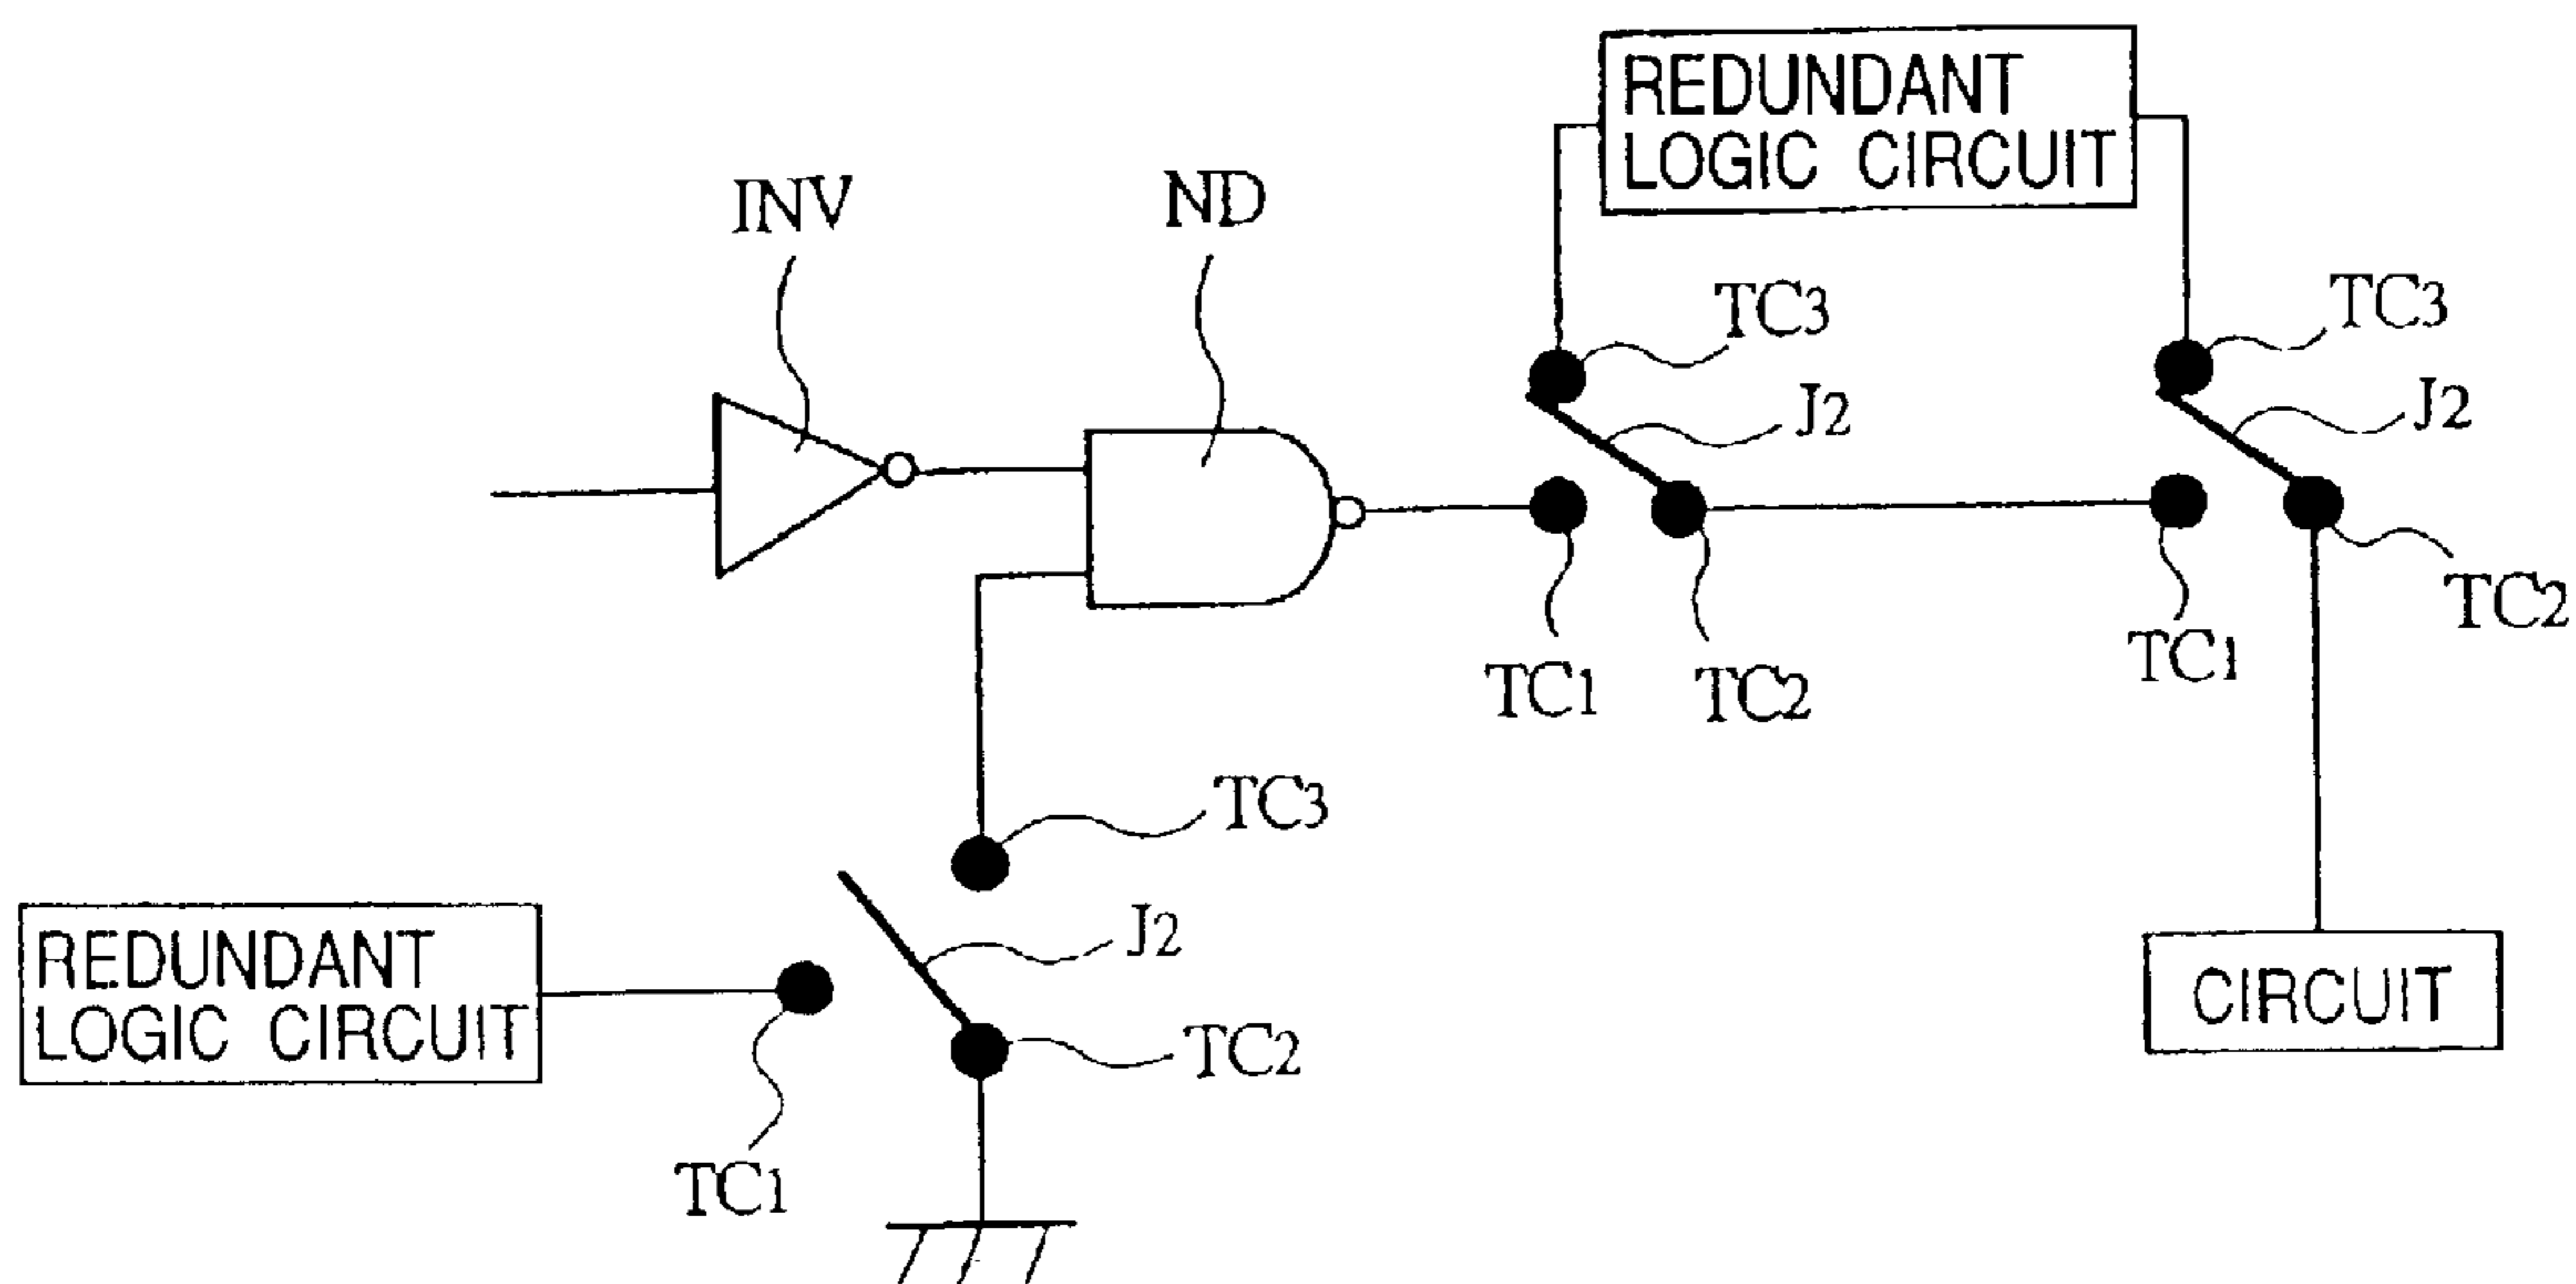 REDUNDANT
LOGIC CIRCUIT
INV
ND
TC3
TC3
J2
J2
TC1
TC2
TC1
TC2
TC3
REDUNDANT
LOGIC CIRCUIT
J2
TC2
TC1
CIRCUIT